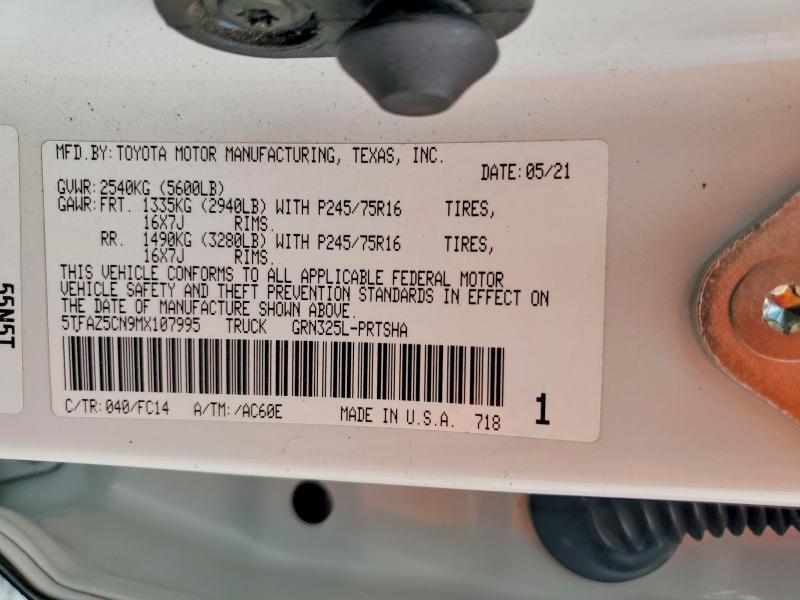 MFD.BY: TOYOTA MOTOR MANUFACTURING, TEXAS, INC.
DATE: 05/21
GVWR: 2540KG (5600LB)
GAWR: FRT. 1335KG (2940LB) WITH P245/75R16 TIRES,
16X7J RIMS.
RR. 1490KG (3280LB) WITH P245/75R16 TIRES,
16X7J RIMS.
THIS VEHICLE CONFORMS TO ALL APPLICABLE FEDERAL MOTOR
VEHICLE SAFETY AND THEFT PREVENTION STANDARDS IN EFFECT ON
THE DATE OF MANUFACTURE SHOWN ABOVE.
5TFAZ5CN9MX107995 TRUCK GRN325L-PRTSHA
C/TR: 040/FC14 A/TM: /AC60E MADE IN U.S.A. 718 1
55N5T